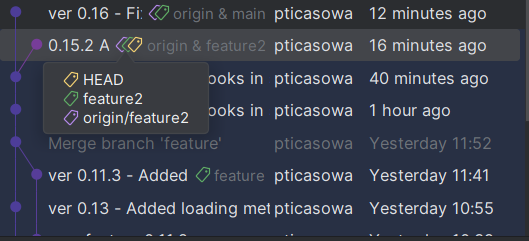 ver 0.16 - Fi: origin & main pticasowa 12 minutes ago
0.15.2 A origin & feature2 pticasowa 16 minutes ago
HEAD
feature2
origin/feature2
ooks in pticasowa 40 minutes ago
ooks in pticasowa 1 hour ago
Merge branch 'feature' pticasowa Yesterday 11:52
ver 0.11.3 - Added feature pticasowa Yesterday 11:41
ver 0.13 - Added loading met pticasowa Yesterday 10:55